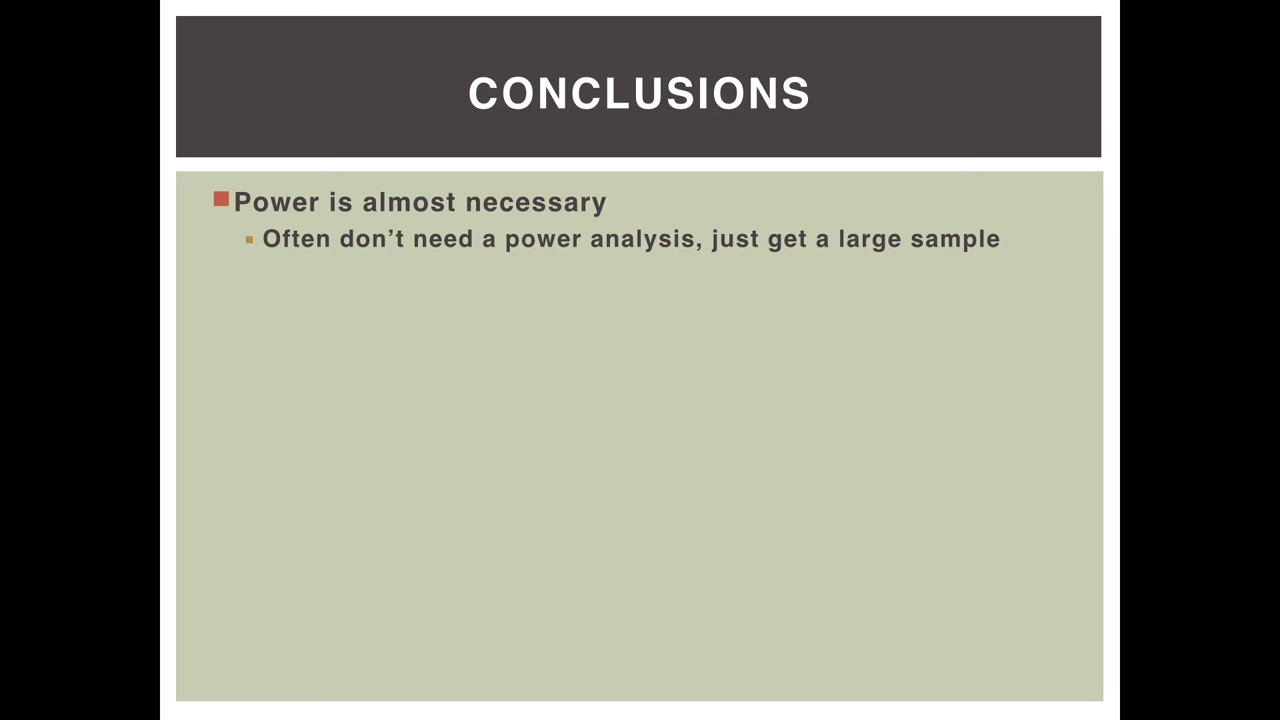 CONCLUSIONS
Power is almost necessary
Often don’t need a power analysis, just get a large sample